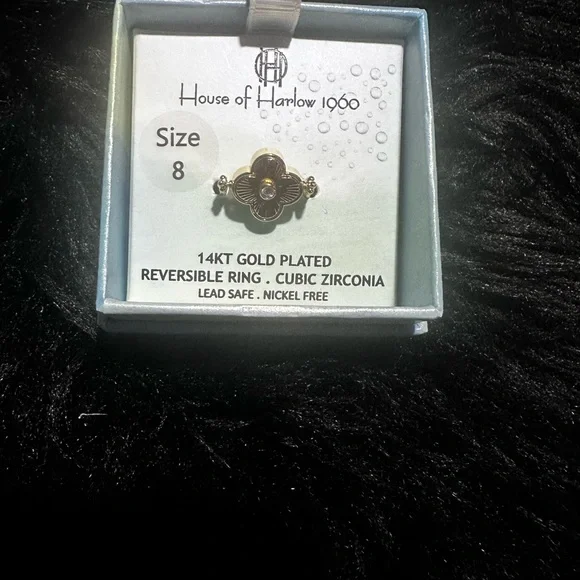 House of Harlow 1960
Size
8
14KT GOLD PLATED
REVERSIBLE RING . CUBIC ZIRCONIA
LEAD SAFE . NICKEL FREE